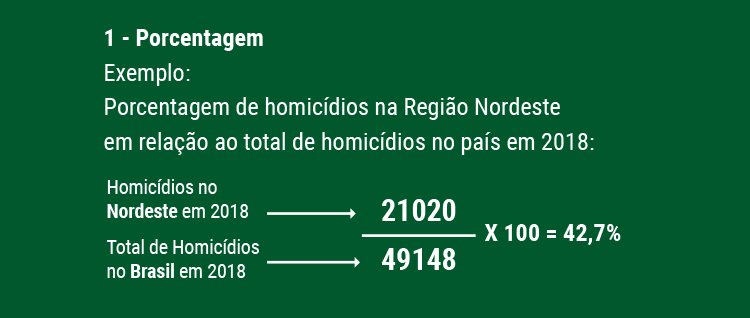 1 - Porcentagem
Exemplo:
Porcentagem de homicídios na Região Nordeste
em relação ao total de homicídios no país em 2018:
Homicídios no
Nordeste em 2018
21020
X 100 = 42,7%
Total de Homicídios
no Brasil em 2018
49148